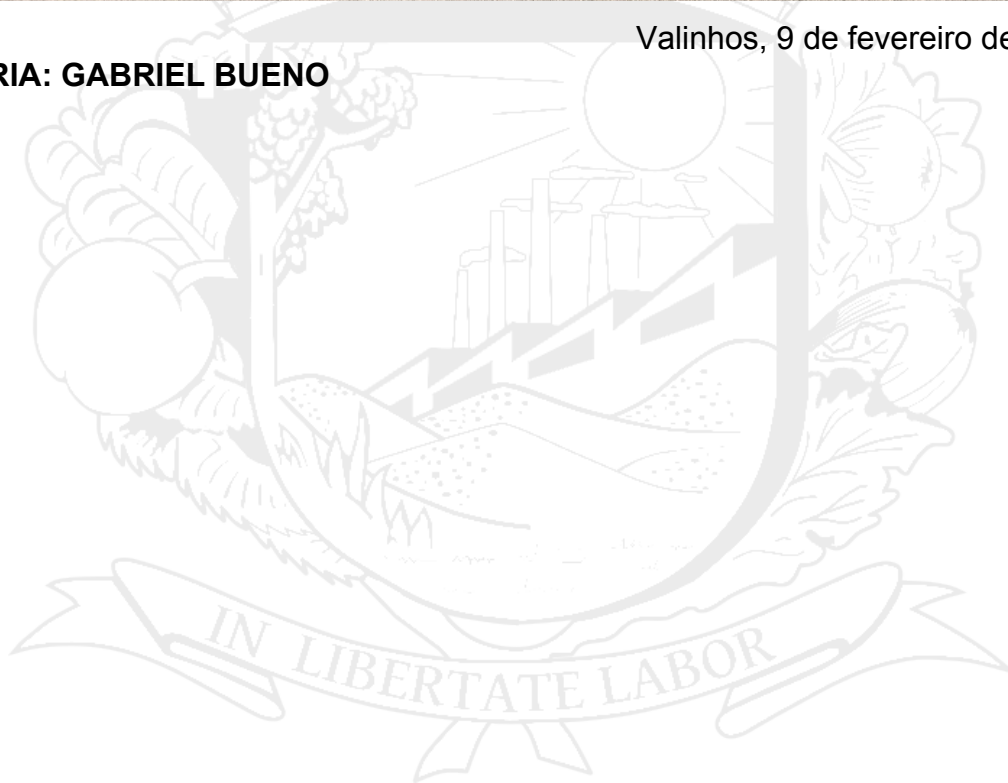 Valinhos, 9 de fevereiro de
RIA: GABRIEL BUENO
IN LIBERTATE LABOR